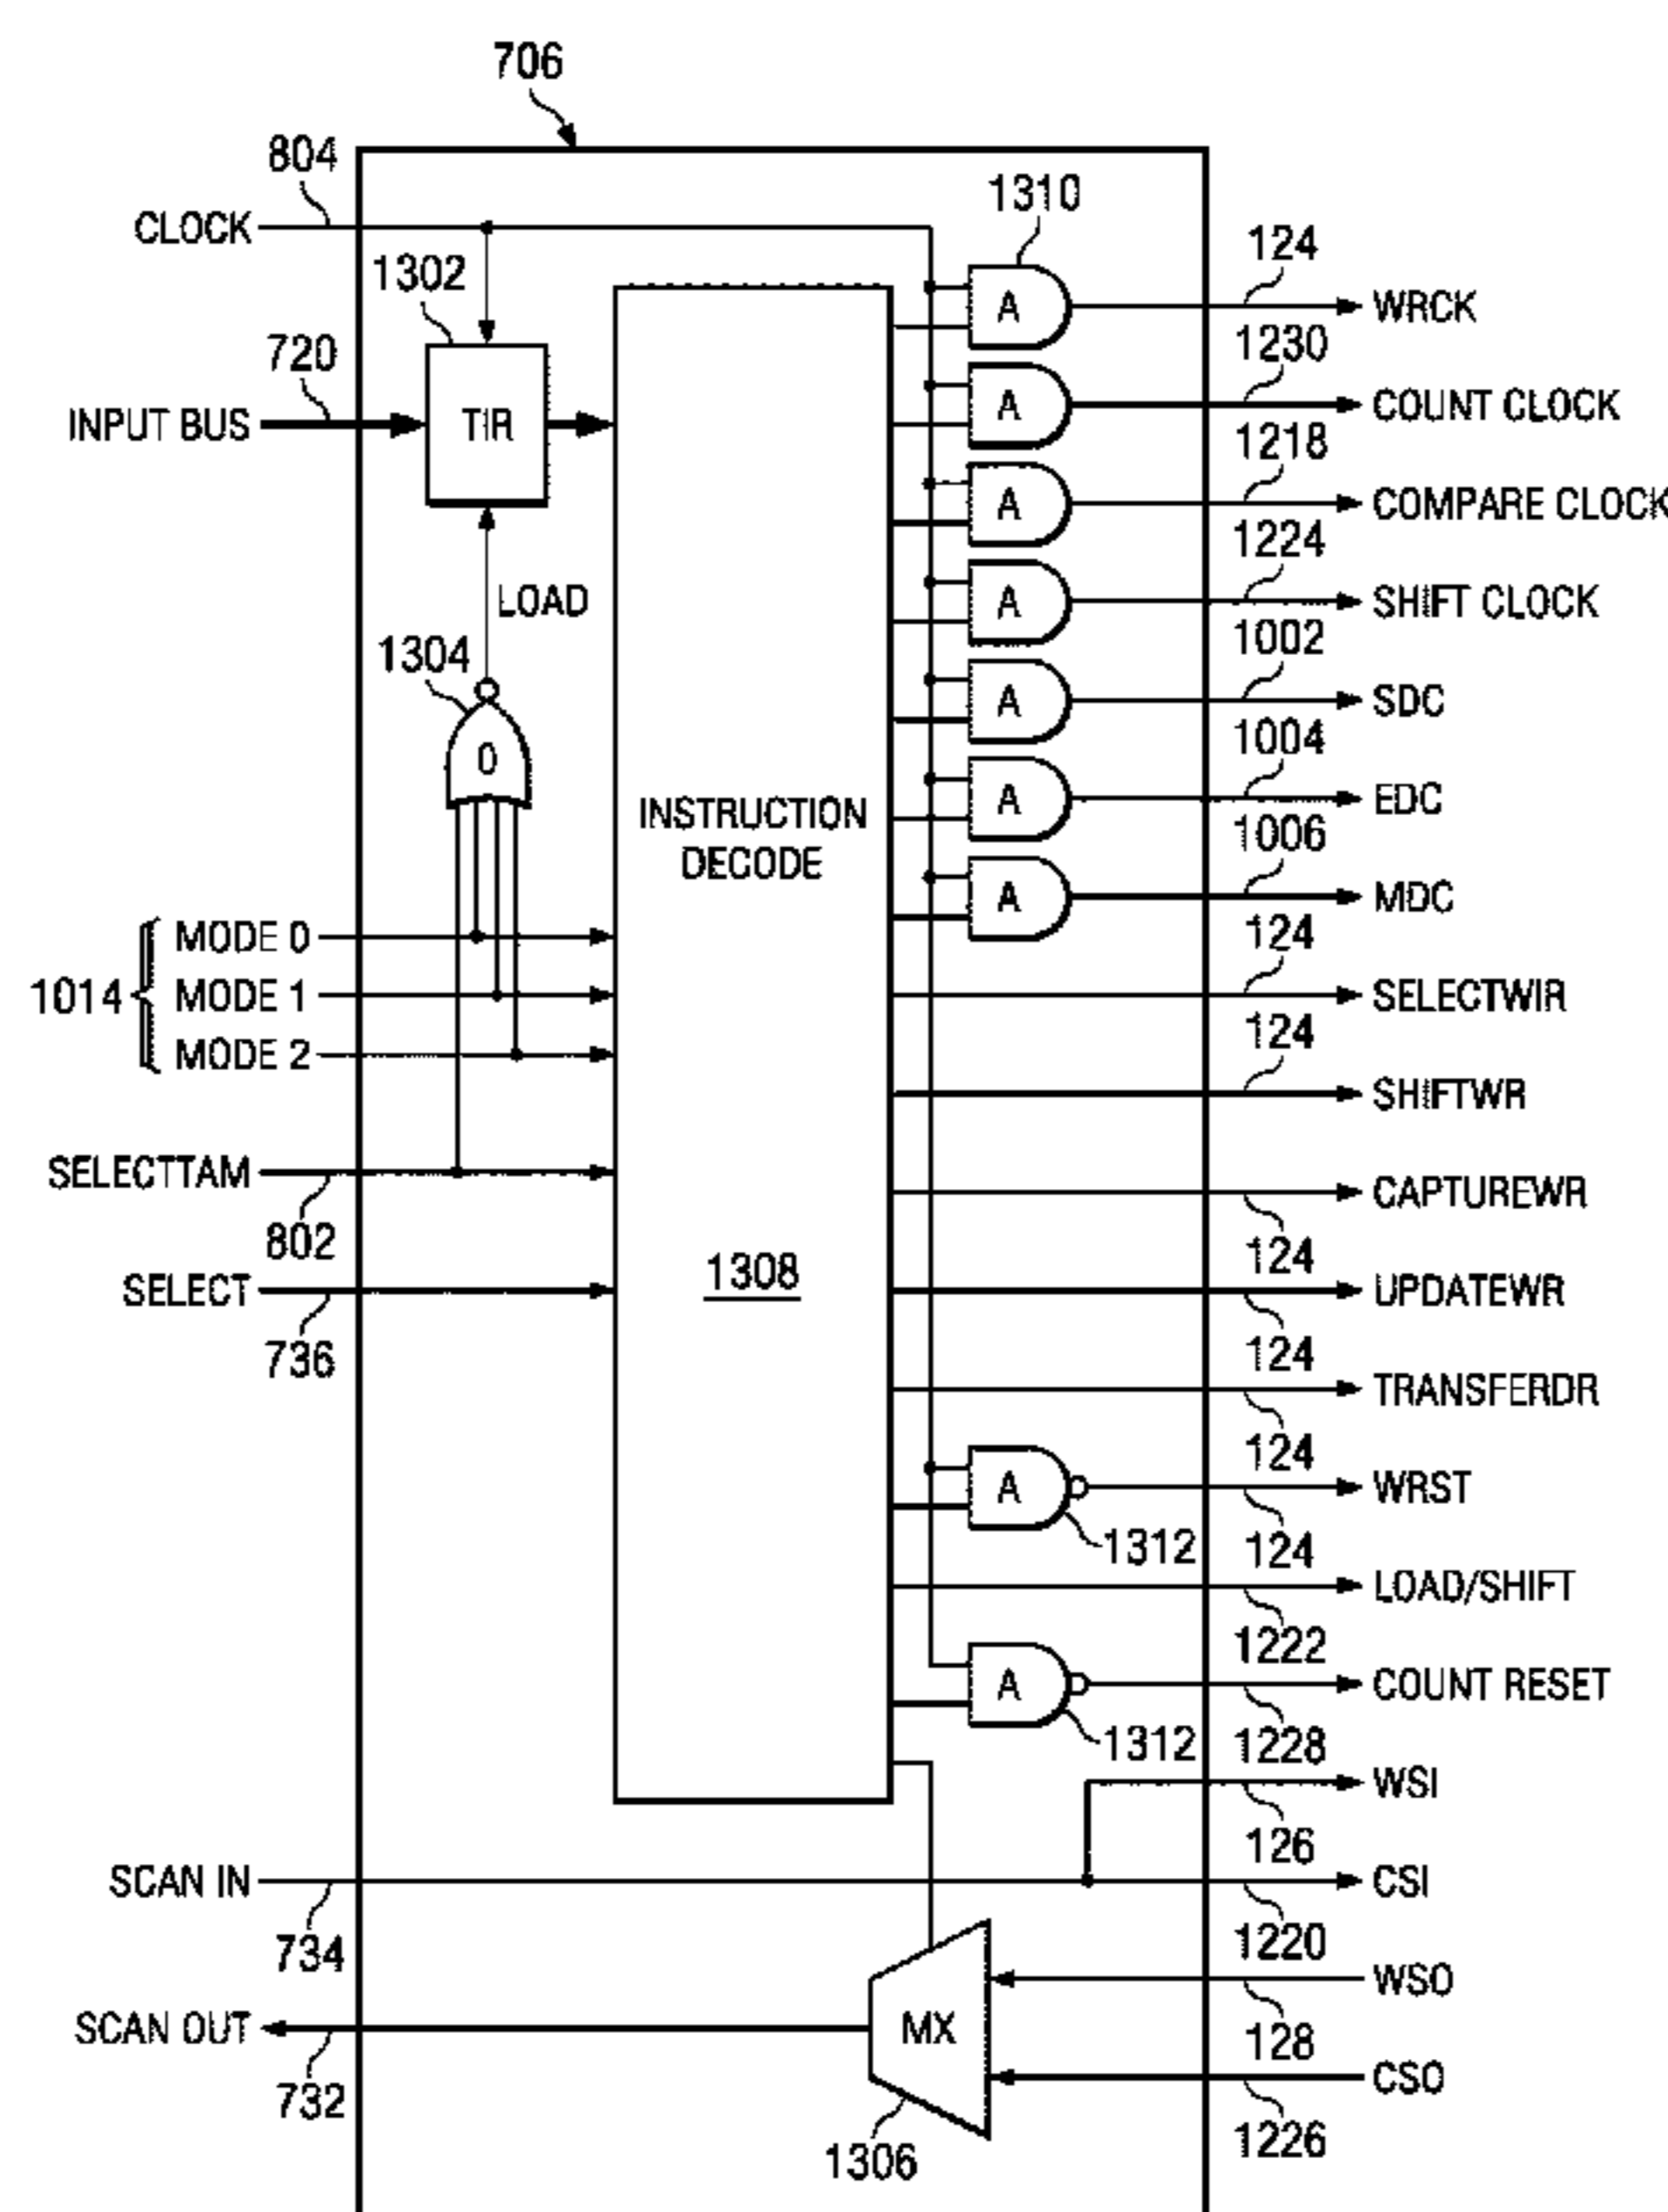 706
804
CLOCK
1310
1302
124
WRCK
720
1230
INPUT BUS
TIR
A
COUNT CLOCK
1218
A
COMPARE CLOCK
1224
LOAD
A
SHIFT CLOCK
1304
1002
A
SDC
0
1004
INSTRUCTION
DECODE
A
EDC
1006
A
MDC
1014
MODE 0
MODE 1
MODE 2
124
SELECTWIR
124
SHIFTWR
SELECTTAM
802
CAPTUREWR
124
SELECT
736
1308
UPDATEWR
124
TRANSFERDR
124
A
WRST
1312
124
LOAD/SHIFT
1222
A
COUNT RESET
1312
1228
WSI
126
SCAN IN
734
CSI
1220
WSO
128
SCAN OUT
732
MX
CSO
1306
1226
A